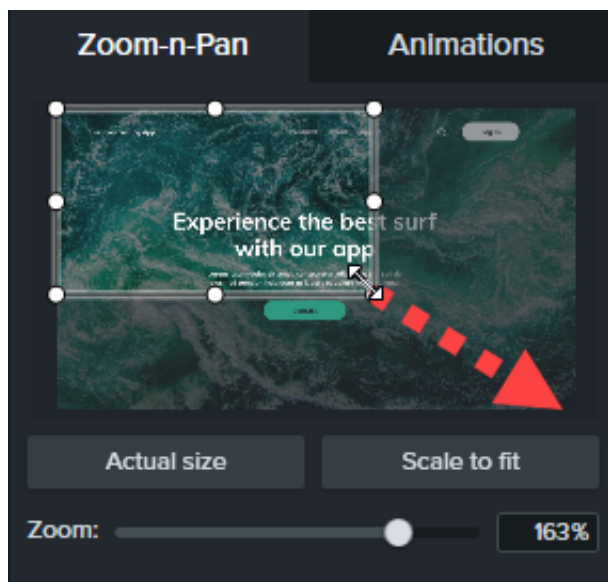 Zoom-n-Pan
Animations
Experience the best surf
with our app
Actual size
Scale to fit
Zoom:
163%